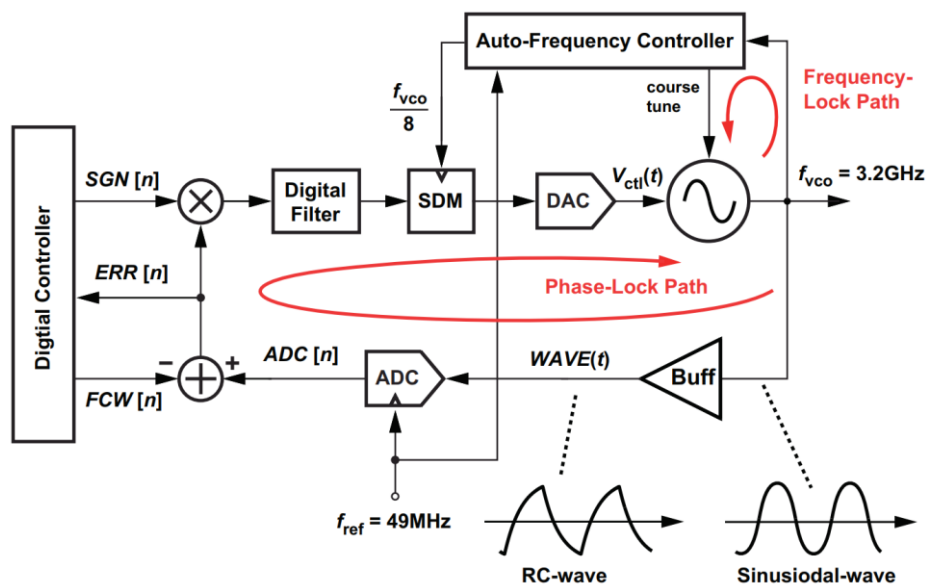 Auto-Frequency Controller
Frequency-
Lock Path
course
tune
f_vco
8
SGN [n]
Digital
Filter
SDM
DAC
V_ctl(t)
f_vco = 3.2GHz
Digtial Controller
ERR [n]
Phase-Lock Path
−
+
ADC [n]
ADC
WAVE(t)
Buff
FCW [n]
f_ref = 49MHz
RC-wave
Sinusiodal-wave